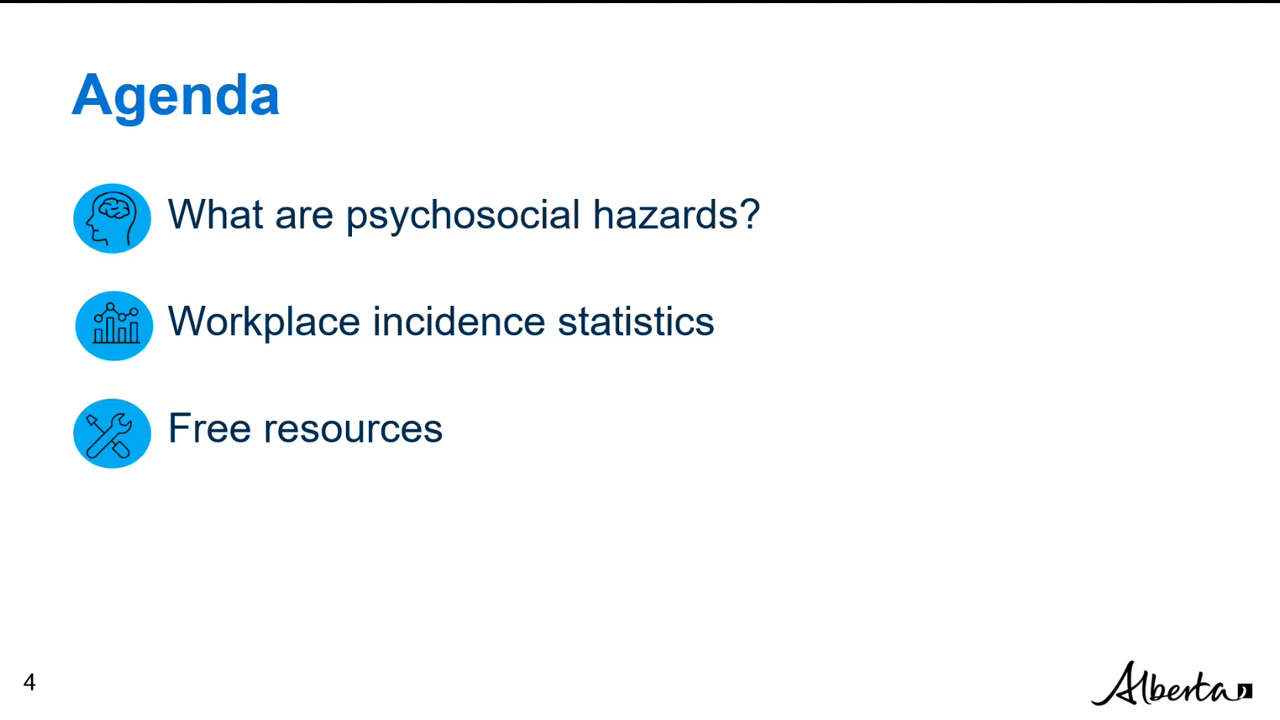 Agenda
What are psychosocial hazards?
Workplace incidence statistics
Free resources
4
Alberta